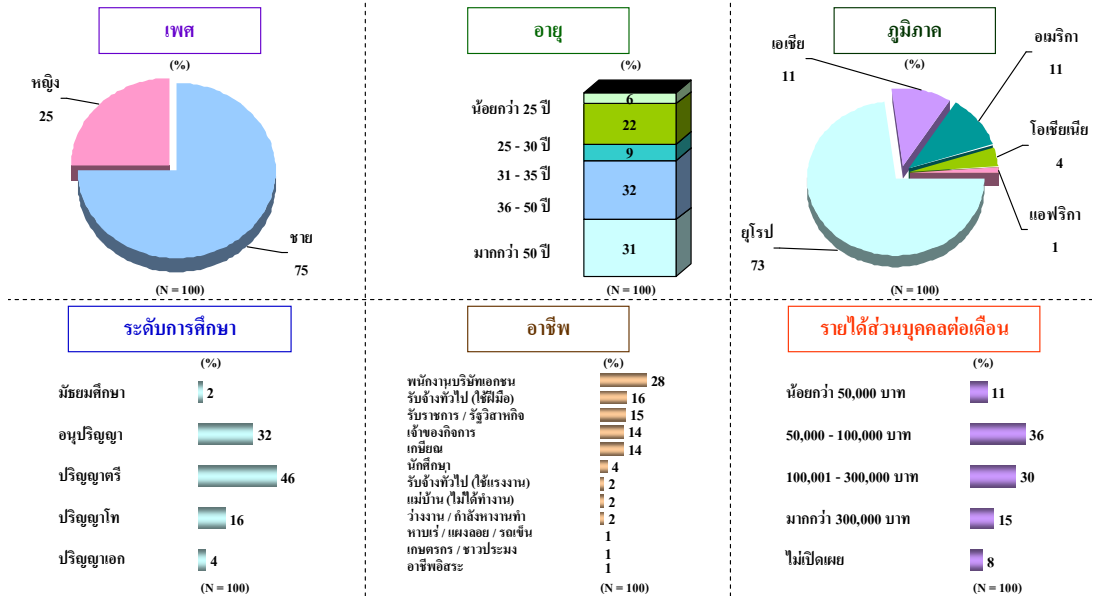 เพศ
(%)
หญิง
25
ชาย
75
(N = 100)
อายุ
(%)
น้อยกว่า 25 ปี
6
22
25 - 30 ปี
9
31 - 35 ปี
32
36 - 50 ปี
มากกว่า 50 ปี
31
(N = 100)
ภูมิภาค
(%)
เอเชีย
11
อเมริกา
11
โอเชียเนีย
4
แอฟริกา
1
ยุโรป
73
(N = 100)
ระดับการศึกษา
(%)
มัธยมศึกษา 2
อนุปริญญา 32
ปริญญาตรี 46
ปริญญาโท 16
ปริญญาเอก 4
(N = 100)
อาชีพ
(%)
พนักงานบริษัทเอกชน 28
รับจ้างทั่วไป (ใช้ฝีมือ) 16
รับราชการ / รัฐวิสาหกิจ 15
เจ้าของกิจการ 14
เกษียณ 14
นักศึกษา 4
รับจ้างทั่วไป (ใช้แรงงาน) 2
แม่บ้าน (ไม่ได้ทำงาน) 2
ว่างงาน / กำลังหางานทำ 2
หาบเร่ / แผงลอย / รถเข็น 1
เกษตรกร / ชาวประมง 1
อาชีพอิสระ 1
(N = 100)
รายได้ส่วนบุคคลต่อเดือน
(%)
น้อยกว่า 50,000 บาท 11
50,000 - 100,000 บาท 36
100,001 - 300,000 บาท 30
มากกว่า 300,000 บาท 15
ไม่เปิดเผย 8
(N = 100)